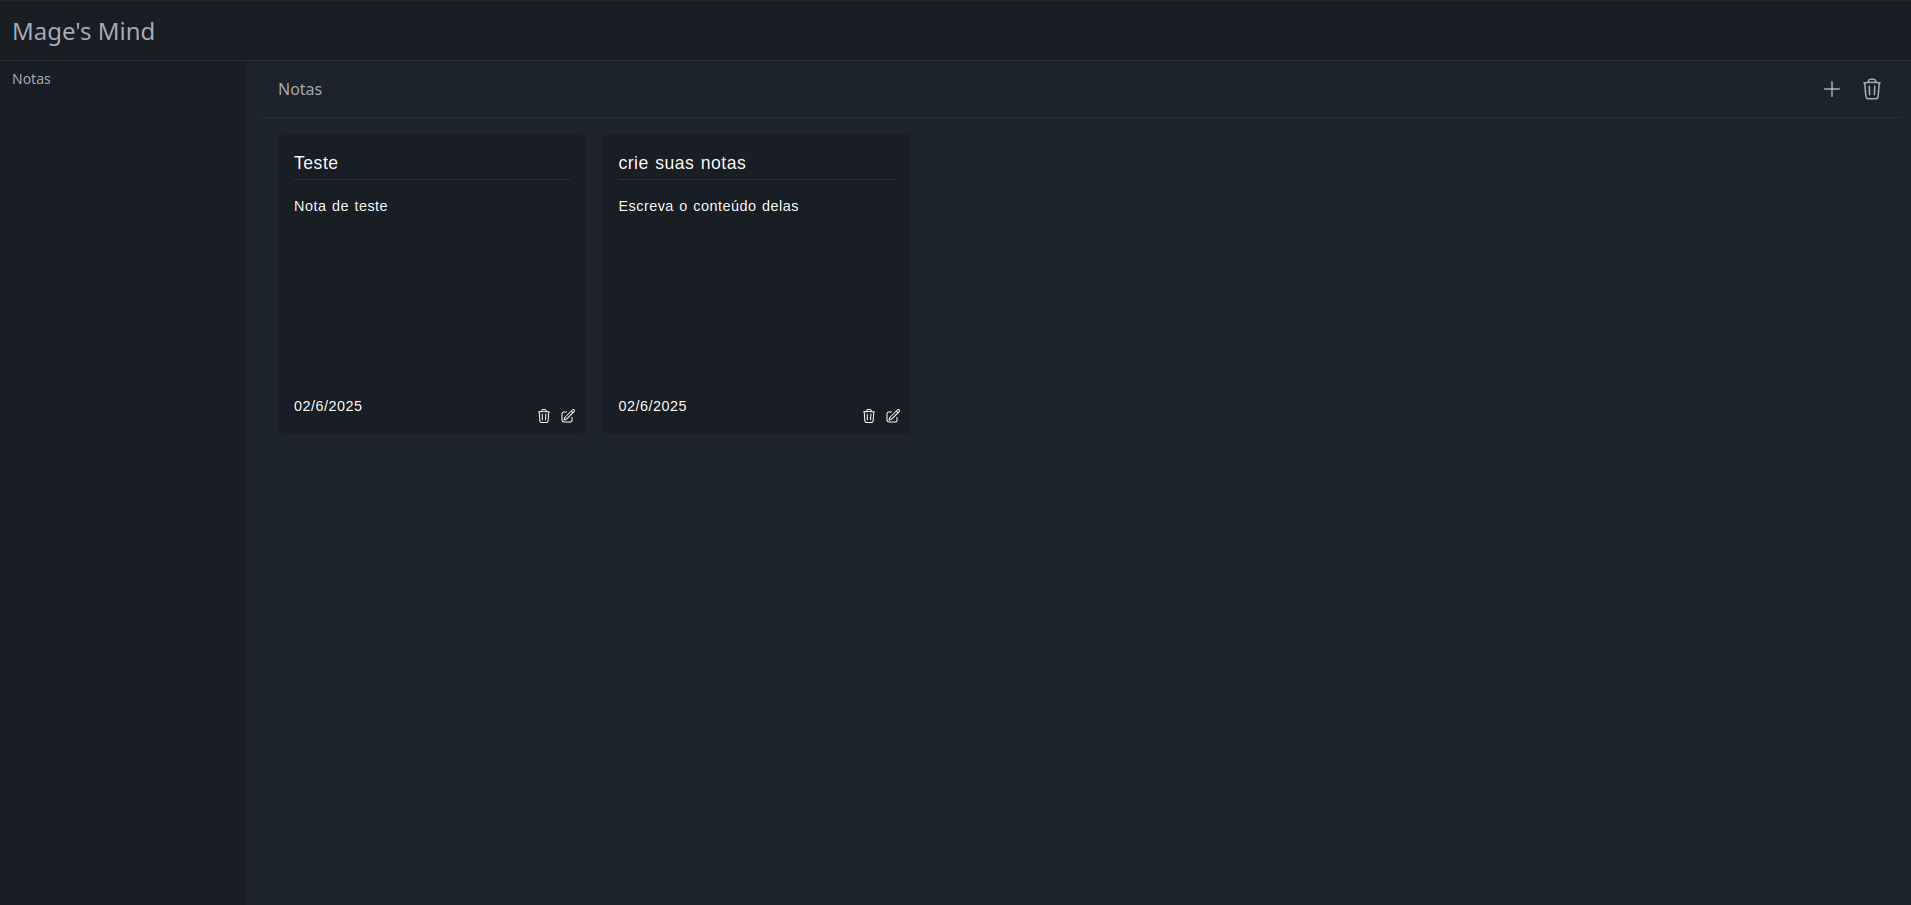 Mage's Mind
Notas
Notas
Teste
Nota de teste
02/6/2025
crie suas notas
Escreva o conteúdo delas
02/6/2025